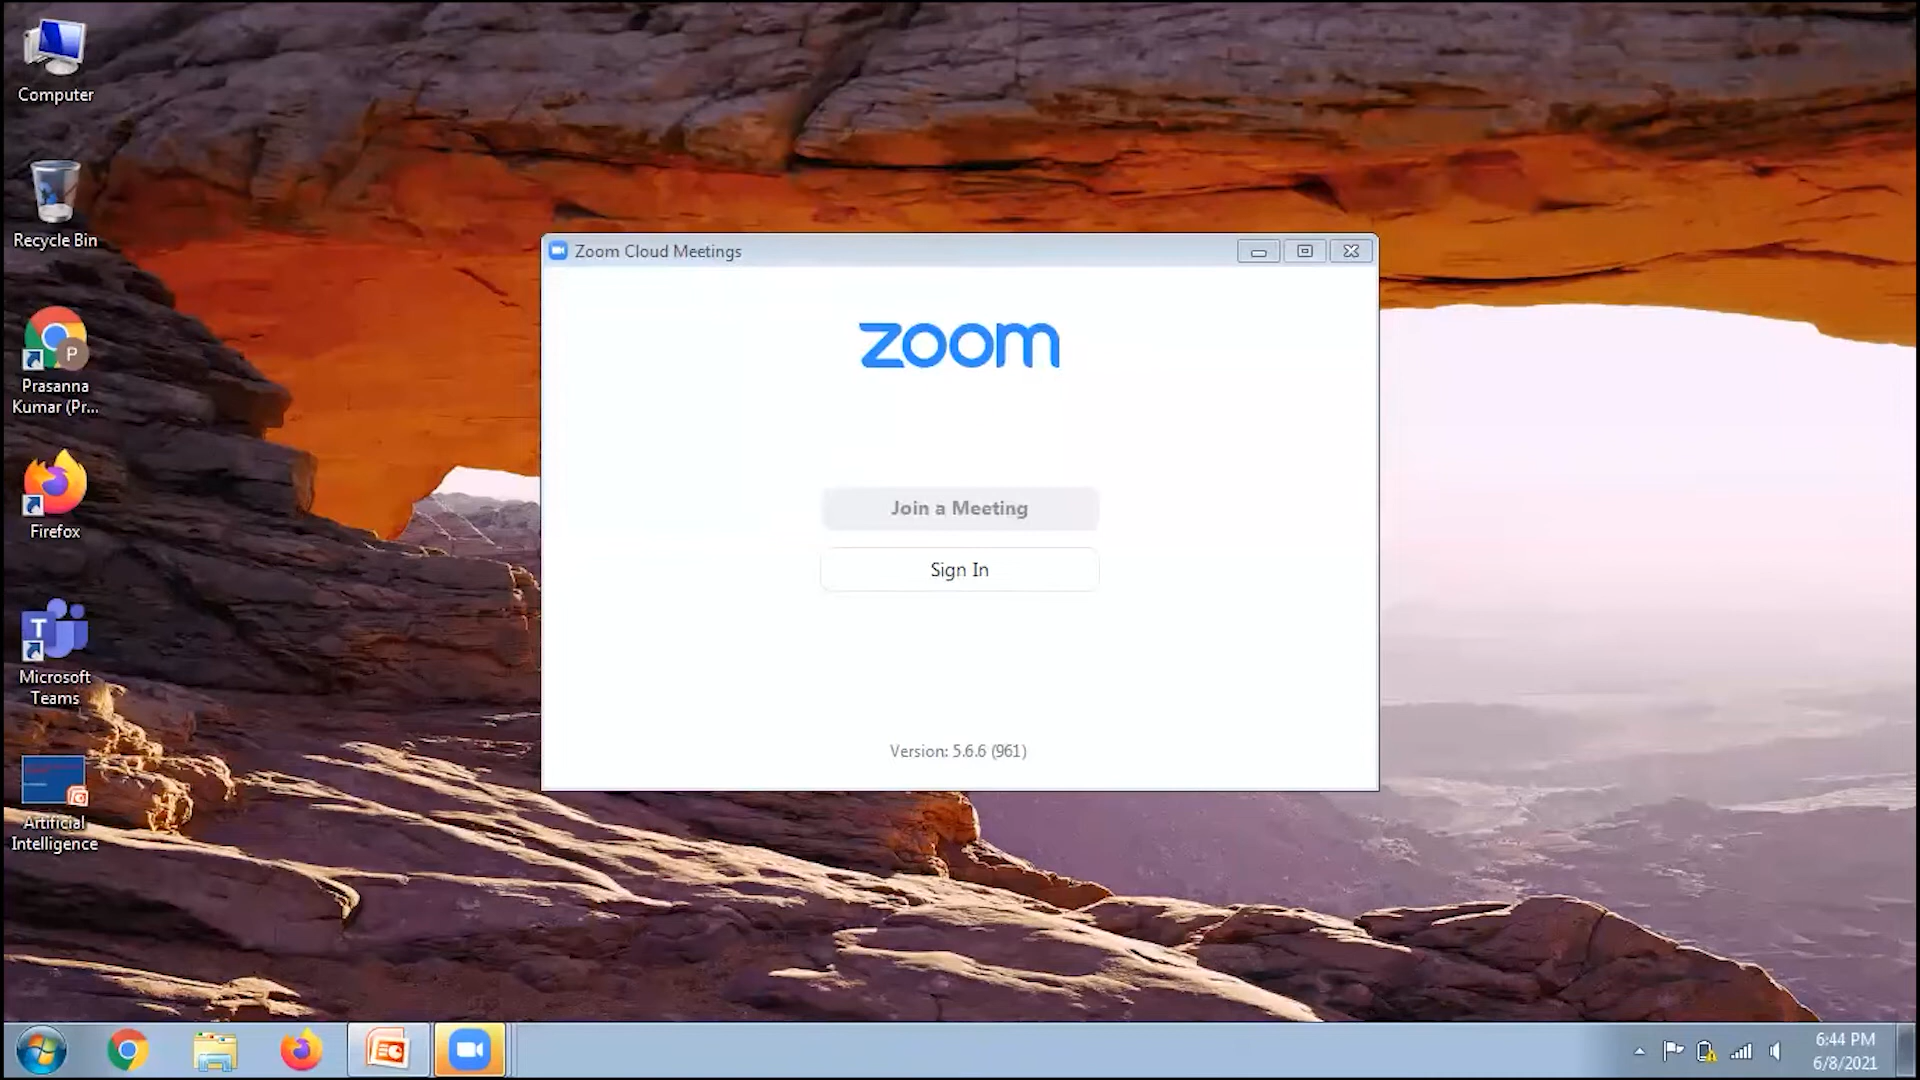 Computer
Recycle Bin
P
Prasanna
Kumar (Pr...
Firefox
T
Microsoft
Teams
Artificial
Intelligence
Zoom Cloud Meetings
zoom
Join a Meeting
Sign In
Version: 5.6.6 (961)
6:44 PM
6/8/2021